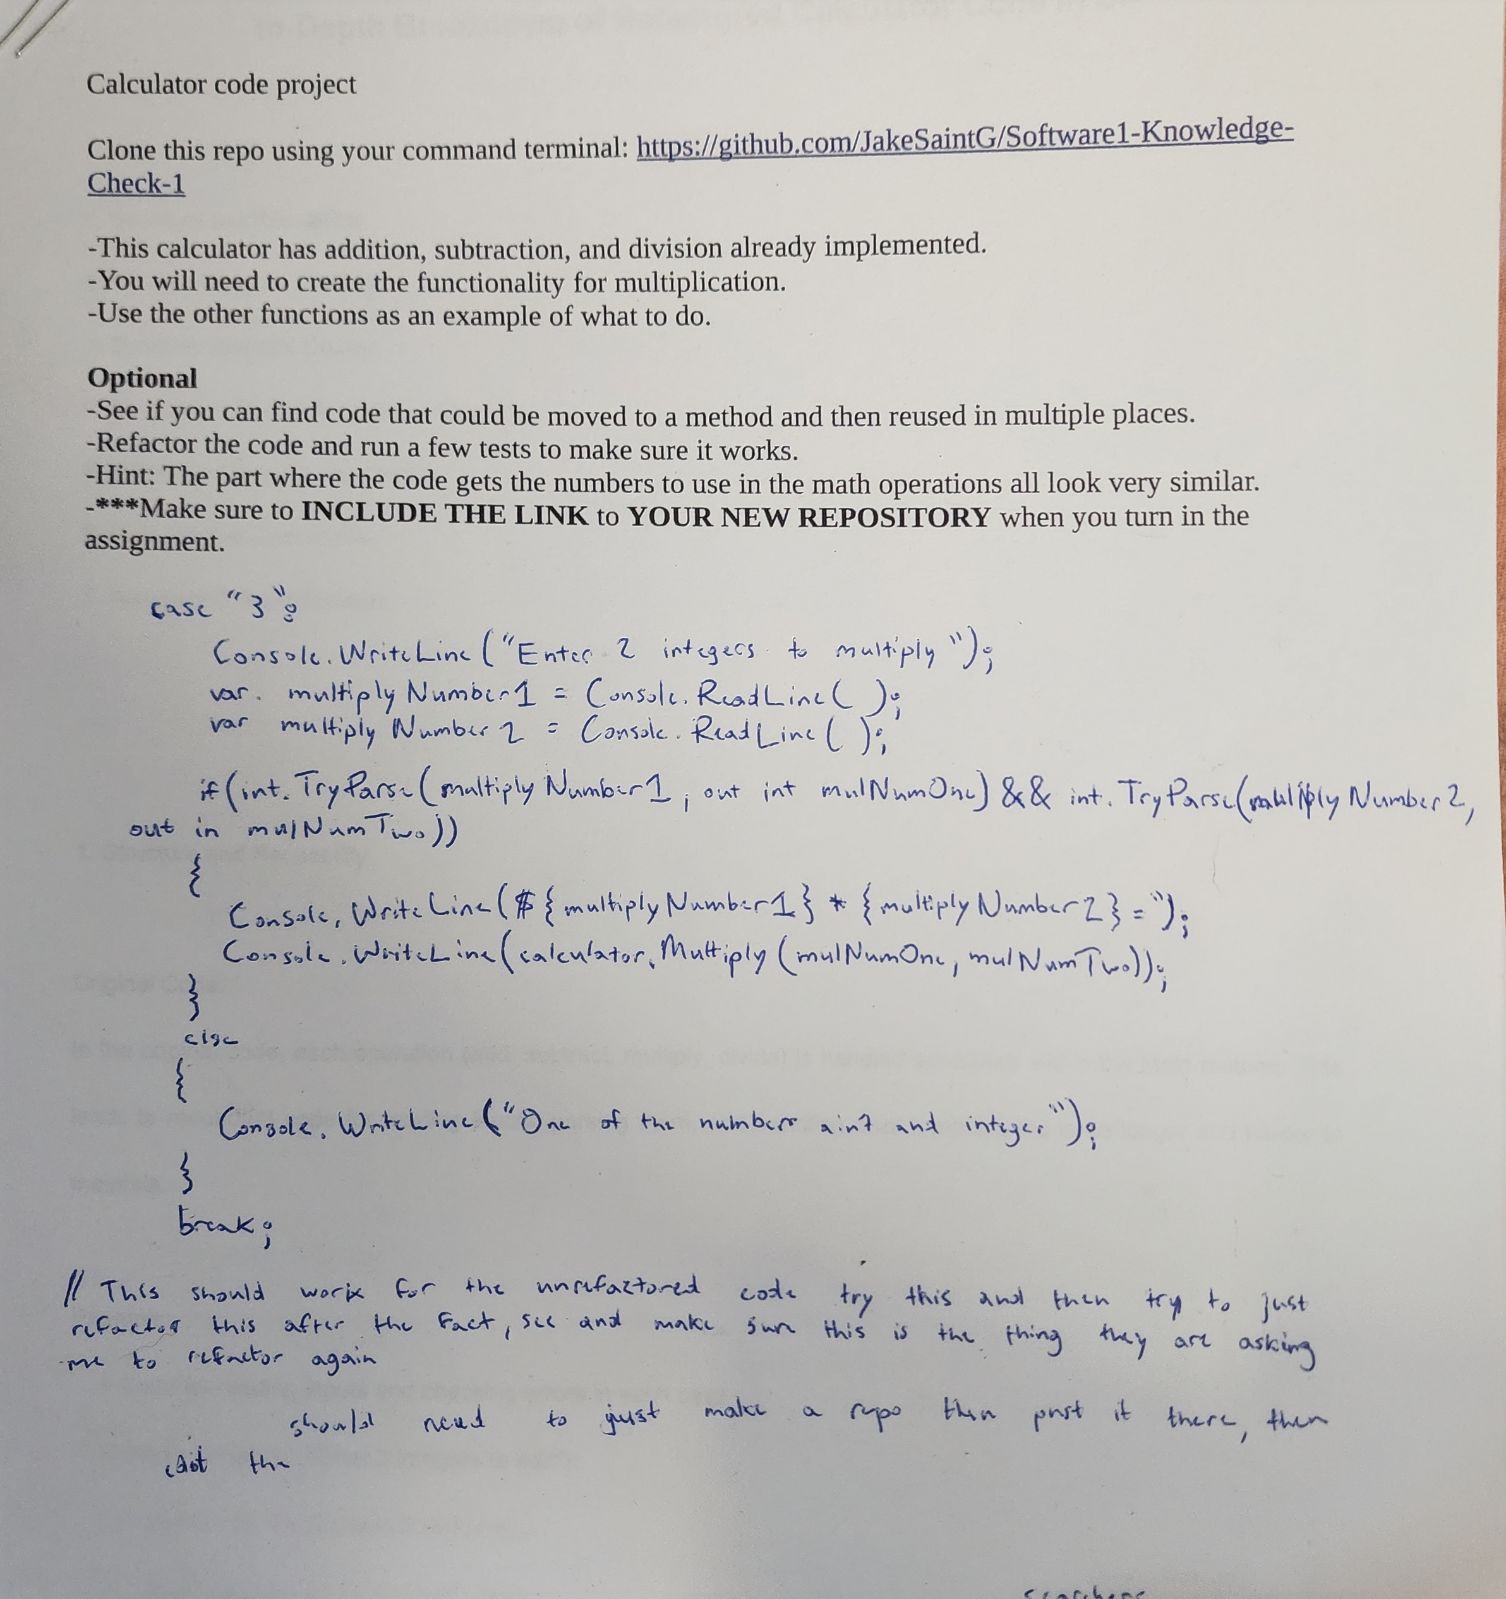 Calculator code project
Clone this repo using your command terminal: https://github.com/JakeSaintG/Software1-Knowledge-
Check-1
-This calculator has addition, subtraction, and division already implemented.
-You will need to create the functionality for multiplication.
-Use the other functions as an example of what to do.
Optional
-See if you can find code that could be moved to a method and then reused in multiple places.
-Refactor the code and run a few tests to make sure it works.
-Hint: The part where the code gets the numbers to use in the math operations all look very similar.
-***Make sure to INCLUDE THE LINK to YOUR NEW REPOSITORY when you turn in the
assignment.
case "3":
Console.WriteLine("Enter 2 integers to multiply");
var. multiplyNumber1 = Console.ReadLine( );
var multiplyNumber2 = Console.ReadLine( );
if(int.TryParse(multiplyNumber1, out int mulNumOne) && int.TryParse(multiplyNumber2,
out in mulNumTwo))
{
Console.WriteLine($ {multiplyNumber1} * {multiplyNumber2} =");
Console.WriteLine(calculator.Multiply (mulNumOne, mulNumTwo));
}
else
{
Console.WriteLine("One of the numbers aint and integer");
}
break;
// This should work for the unrefactored code try this and then try to just
refactor this after the fact, see and make sure this is the thing they are asking
me to refactor again
should need to just make a repo then post it there, then
edit the